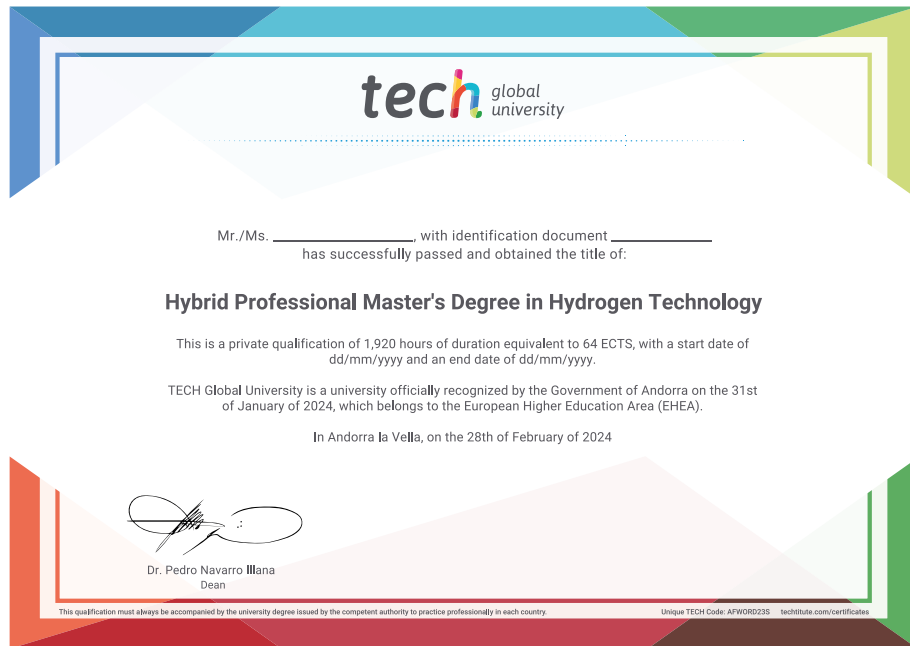 tech global university
Mr./Ms. ____________, with identification document ____________
has successfully passed and obtained the title of:
Hybrid Professional Master's Degree in Hydrogen Technology
This is a private qualification of 1,920 hours of duration equivalent to 64 ECTS, with a start date of
dd/mm/yyyy and an end date of dd/mm/yyyy.
TECH Global University is a university officially recognized by the Government of Andorra on the 31st
of January of 2024, which belongs to the European Higher Education Area (EHEA).
In Andorra la Vella, on the 28th of February of 2024
Dr. Pedro Navarro Illana
Dean
This qualification must always be accompanied by the university degree issued by the competent authority to practice professionally in each country.
Unique TECH Code: AFWORD23S techtitute.com/certificates